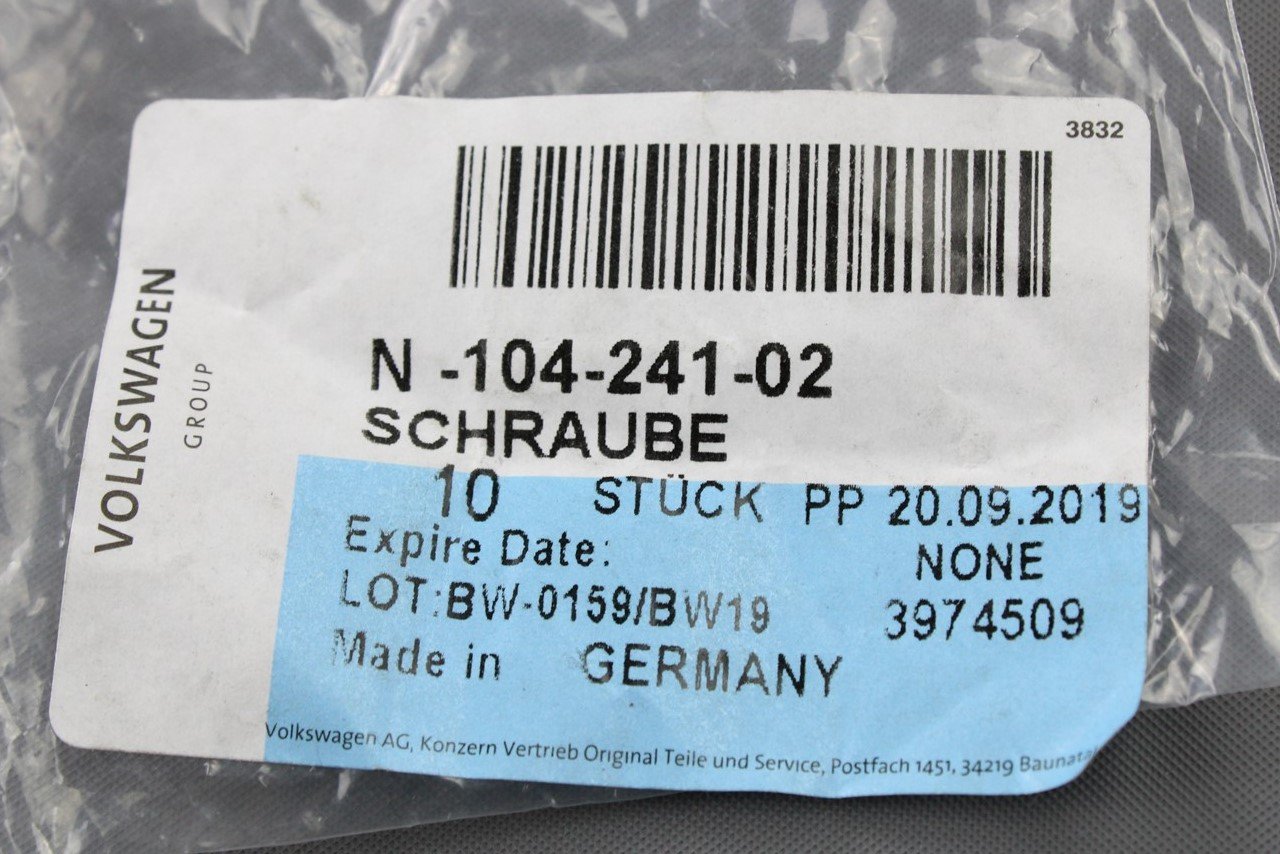 3832
VOLKSWAGEN
GROUP
N -104-241-02
SCHRAUBE
10 STÜCK PP 20.09.2019
Expire Date: NONE
LOT:BW-0159/BW19 3974509
Made in GERMANY
Volkswagen AG, Konzern Vertrieb Original Teile und Service, Postfach 1451, 34219 Baunatal